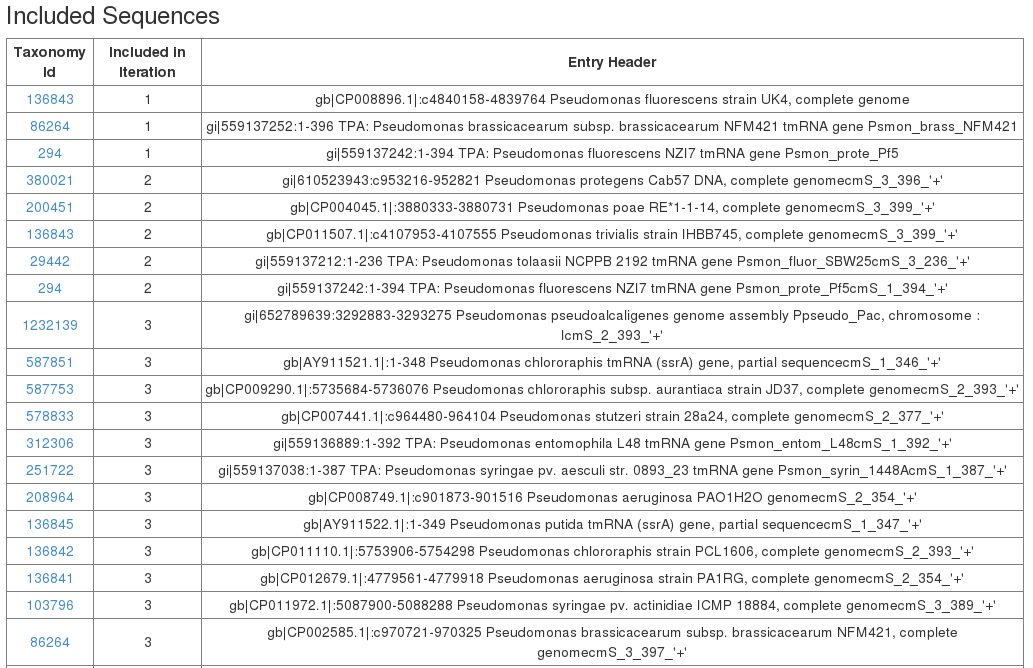 Included Sequences
Taxonomy Id Included in Iteration Entry Header
136843 1 gb|CP008896.1|:c4840158-4839764 Pseudomonas fluorescens strain UK4, complete genome
86264 1 gi|559137252:1-396 TPA: Pseudomonas brassicacearum subsp. brassicacearum NFM421 tmRNA gene Psmon_brass_NFM421
294 1 gi|559137242:1-394 TPA: Pseudomonas fluorescens NZI7 tmRNA gene Psmon_prote_Pf5
380021 2 gi|610523943:c953216-952821 Pseudomonas protegens Cab57 DNA, complete genomecmS_3_396_'+'
200451 2 gb|CP004045.1|:3880333-3880731 Pseudomonas poae RE*1-1-14, complete genomecmS_3_399_'+'
136843 2 gb|CP011507.1|:c4107953-4107555 Pseudomonas trivialis strain IHBB745, complete genomecmS_3_399_'+'
29442 2 gi|559137212:1-236 TPA: Pseudomonas tolaasii NCPPB 2192 tmRNA gene Psmon_fluor_SBW25cmS_3_236_'+'
294 2 gi|559137242:1-394 TPA: Pseudomonas fluorescens NZI7 tmRNA gene Psmon_prote_Pf5cmS_1_394_'+'
1232139 3 gi|652789639:3292883-3293275 Pseudomonas pseudoalcaligenes genome assembly Ppseudo_Pac, chromosome :
IcmS_2_393_'+'
587851 3 gb|AY911521.1|:1-348 Pseudomonas chlororaphis tmRNA (ssrA) gene, partial sequencecmS_1_346_'+'
587753 3 gb|CP009290.1|:5735684-5736076 Pseudomonas chlororaphis subsp. aurantiaca strain JD37, complete genomecmS_2_393_'+'
578833 3 gb|CP007441.1|:c964480-964104 Pseudomonas stutzeri strain 28a24, complete genomecmS_2_377_'+'
312306 3 gi|559136889:1-392 TPA: Pseudomonas entomophila L48 tmRNA gene Psmon_entom_L48cmS_1_392_'+'
251722 3 gi|559137038:1-387 TPA: Pseudomonas syringae pv. aesculi str. 0893_23 tmRNA gene Psmon_syrin_1448AcmS_1_387_'+'
208964 3 gb|CP008749.1|:c901873-901516 Pseudomonas aeruginosa PAO1H2O genomecmS_2_354_'+'
136845 3 gb|AY911522.1|:1-349 Pseudomonas putida tmRNA (ssrA) gene, partial sequencecmS_1_347_'+'
136842 3 gb|CP011110.1|:5753906-5754298 Pseudomonas chlororaphis strain PCL1606, complete genomecmS_2_393_'+'
136841 3 gb|CP012679.1|:4779561-4779918 Pseudomonas aeruginosa strain PA1RG, complete genomecmS_2_354_'+'
103796 3 gb|CP011972.1|:5087900-5088288 Pseudomonas syringae pv. actinidiae ICMP 18884, complete genomecmS_3_389_'+'
86264 3 gb|CP002585.1|:c970721-970325 Pseudomonas brassicacearum subsp. brassicacearum NFM421, complete
genomecmS_3_397_'+'